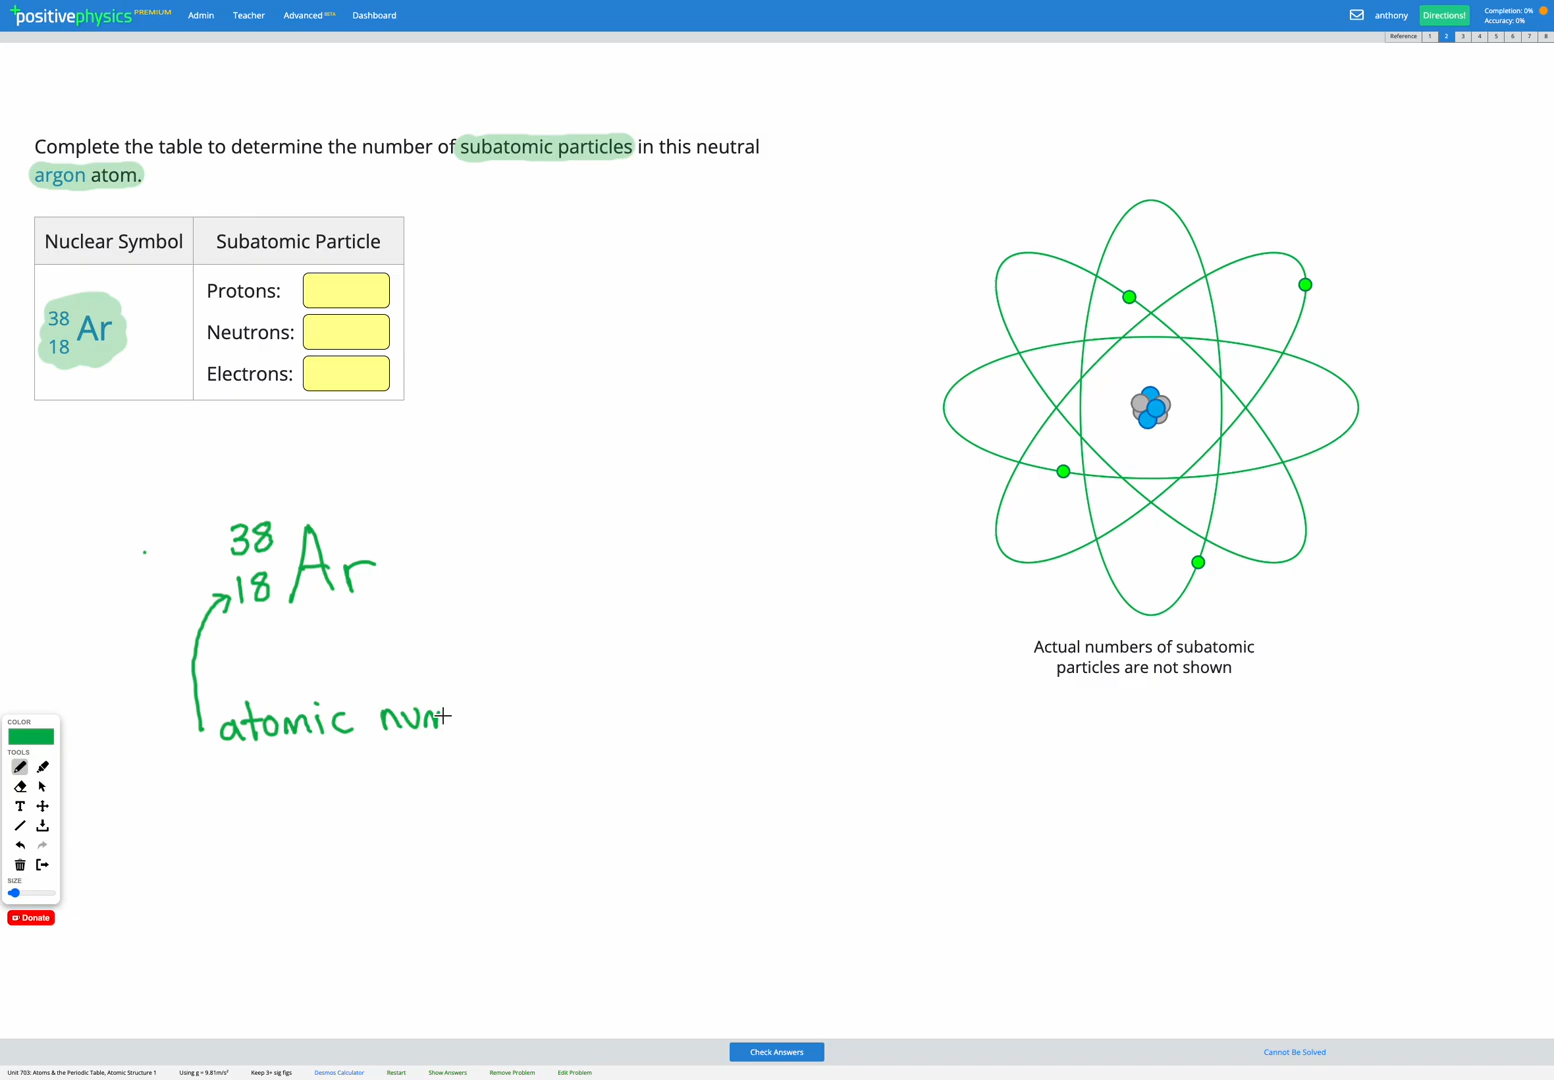 positivephysics PREMIUM
Admin Teacher Advanced BETA Dashboard
anthony Directions! Completion: 0%
Accuracy: 0%
Reference 1 2 3 4 5 6 7 8
Complete the table to determine the number of subatomic particles in this neutral
argon atom.
Nuclear Symbol Subatomic Particle
38
18 Ar
Protons:
Neutrons:
Electrons:
38
18 Ar
atomic num
Actual numbers of subatomic
particles are not shown
COLOR
TOOLS
T
SIZE
Donate
Check Answers
Cannot Be Solved
Unit 703: Atoms & the Periodic Table, Atomic Structure 1 Using g = 9.81m/s² Keep 3+ sig figs Desmos Calculator Restart Show Answers Remove Problem Edit Problem